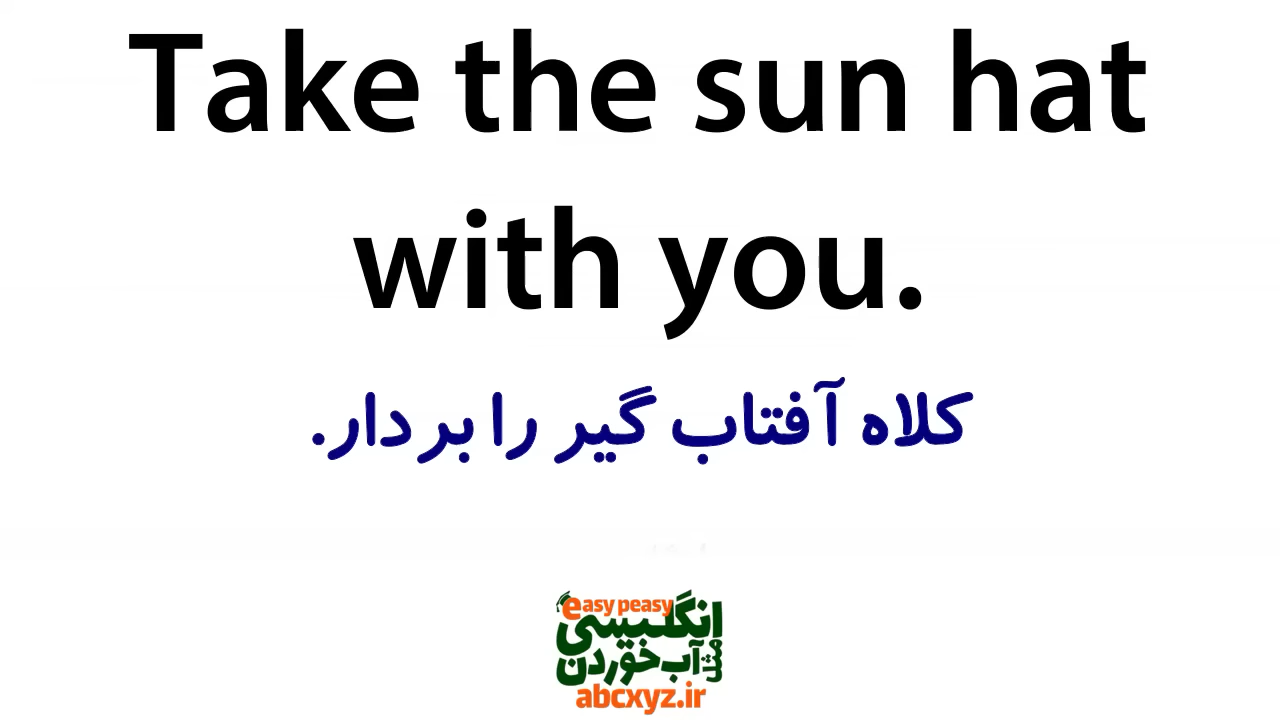 Take the sun hat
with you.
کلاه آفتاب گیر را بردار.
easy peasy
انگلیسی
مثل آب خوردن
abcxyz.ir